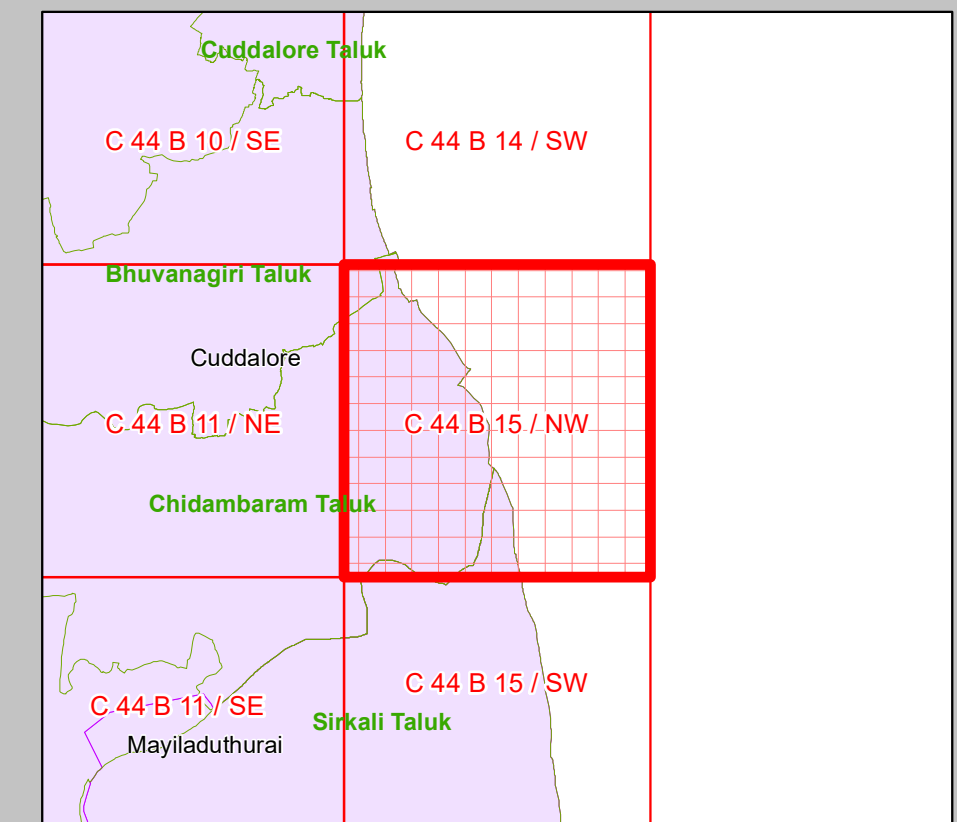 Cuddalore Taluk
C 44 B 10 / SE
C 44 B 14 / SW
Bhuvanagiri Taluk
Cuddalore
C 44 B 11 / NE
C 44 B 15 / NW
Chidambaram Taluk
C 44 B 15 / SW
C 44 B 11 / SE
Sirkali Taluk
Mayiladuthurai